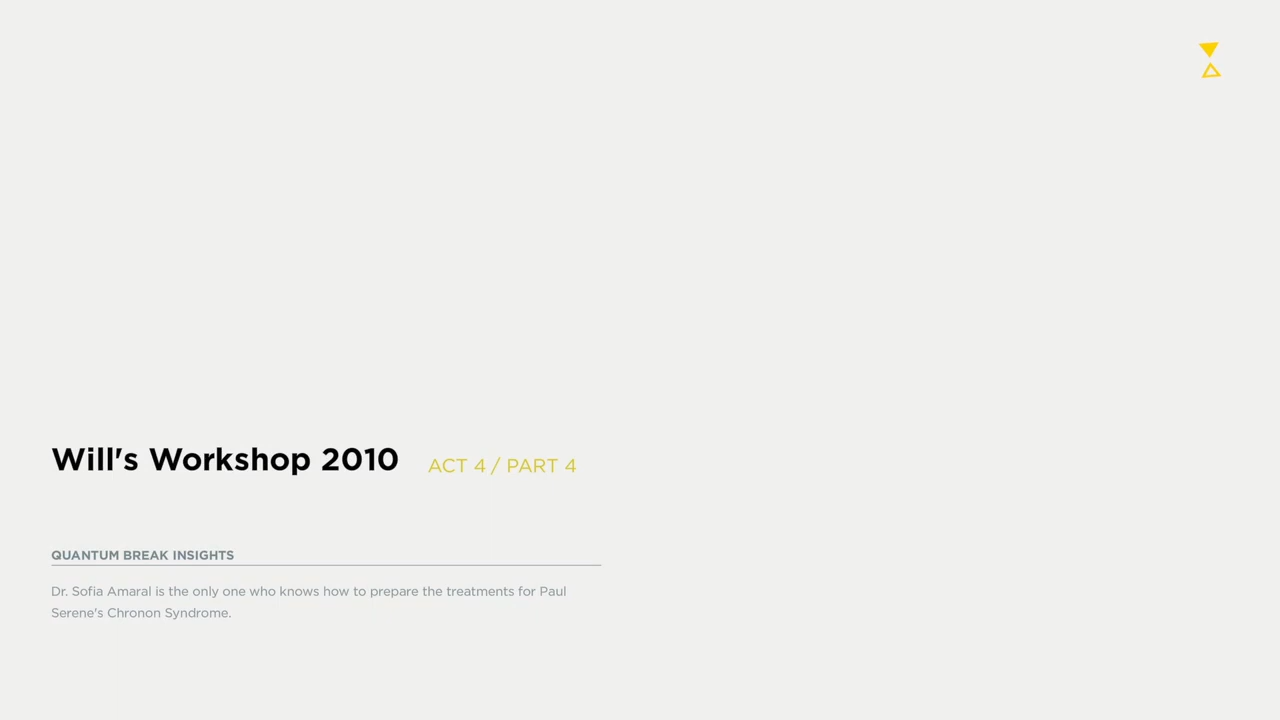 Will's Workshop 2010 ACT 4 / PART 4
QUANTUM BREAK INSIGHTS
Dr. Sofia Amaral is the only one who knows how to prepare the treatments for Paul
Serene's Chronon Syndrome.